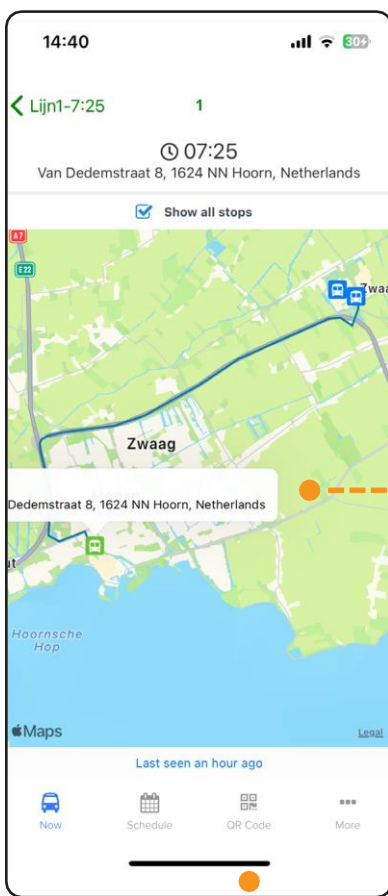 14:40
30
Lijn1-7:25
1
07:25
Van Dedemstraat 8, 1624 NN Hoorn, Netherlands
Show all stops
A7
E22
Zwaa
Zwaag
Dedemstraat 8, 1624 NN Hoorn, Netherlands
ut
Hoornsche
Hop
Maps
Legal
Last seen an hour ago
Now
Schedule
QR Code
More